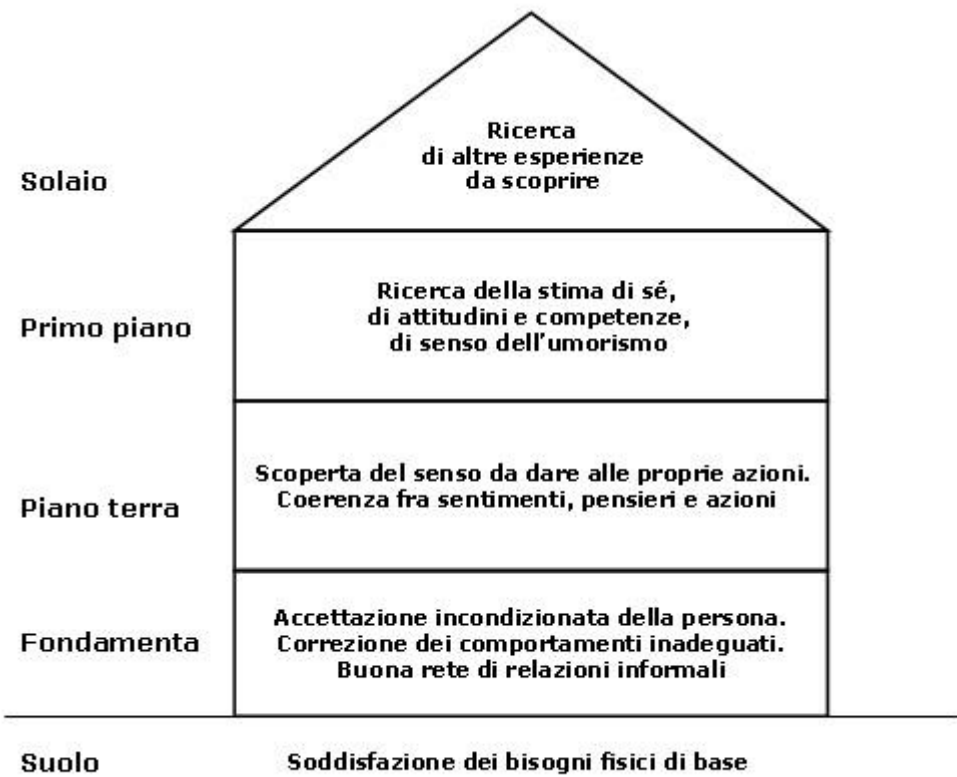 Ricerca
di altre esperienze
da scoprire
Solaio
Ricerca della stima di sé,
di attitudini e competenze,
di senso dell'umorismo
Primo piano
Scoperta del senso da dare alle proprie azioni.
Coerenza fra sentimenti, pensieri e azioni
Piano terra
Accettazione incondizionata della persona.
Correzione dei comportamenti inadeguati.
Buona rete di relazioni informali
Fondamenta
Suolo
Soddisfazione dei bisogni fisici di base